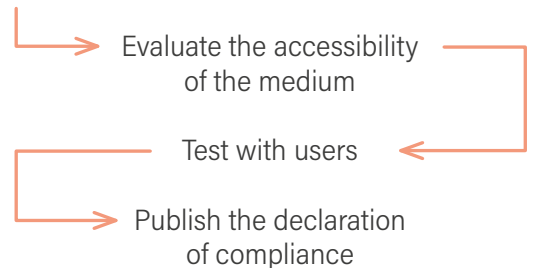 Evaluate the accessibility
of the medium
Test with users
Publish the declaration
of compliance